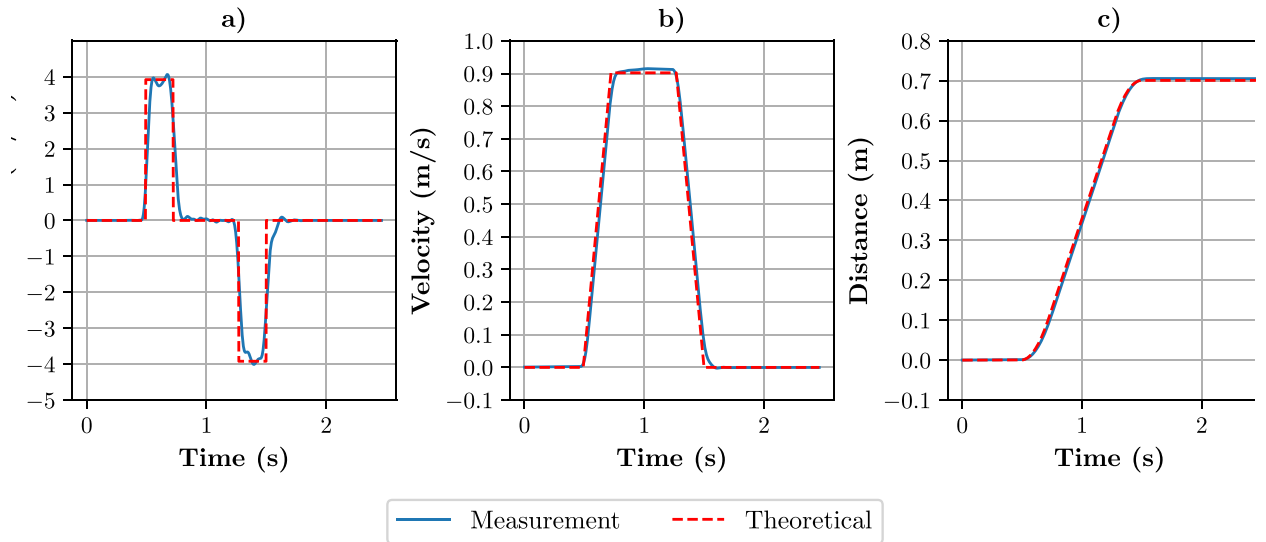 a)
4
3
2
1
0
−1
−2
−3
−4
−5
0 1 2
Time (s)
b)
Velocity (m/s)
1.0
0.9
0.8
0.7
0.6
0.5
0.4
0.3
0.2
0.1
0.0
−0.1
0 1 2
Time (s)
c)
Distance (m)
0.8
0.7
0.6
0.5
0.4
0.3
0.2
0.1
0.0
−0.1
0 1 2
Time (s)
Measurement Theoretical